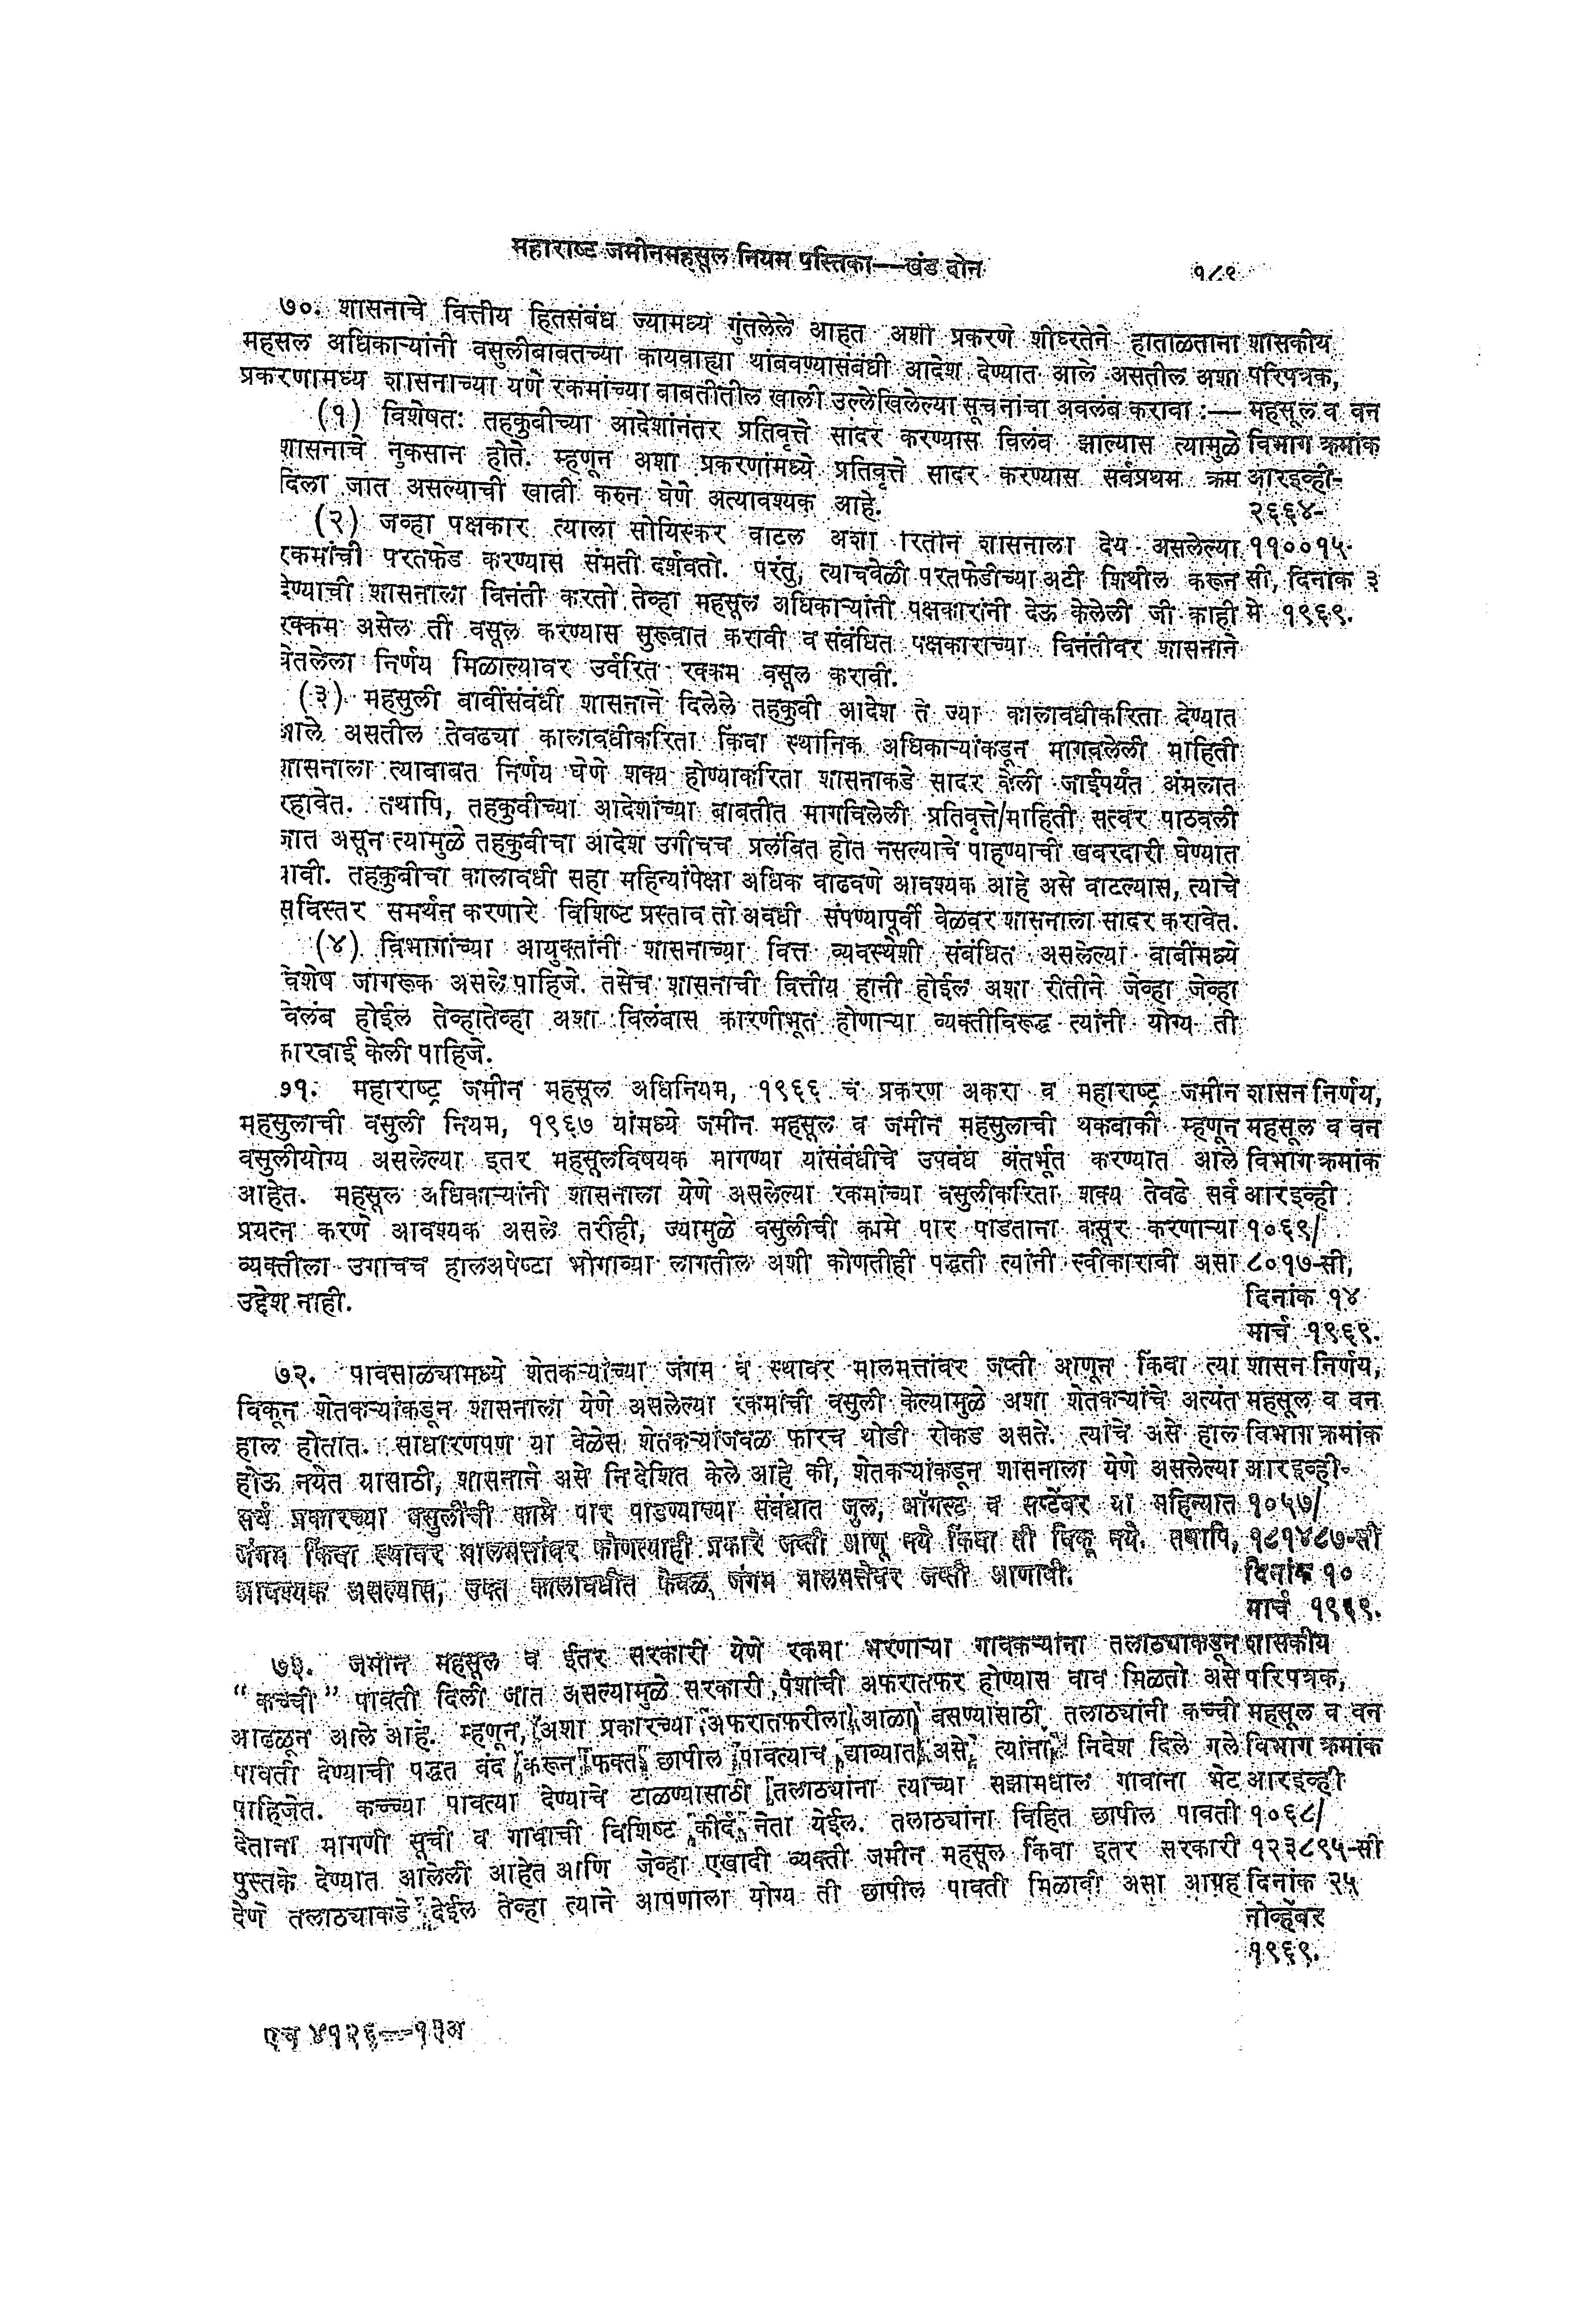 महाराष्ट जमीनमहसूल नियम पस्तिका—खंड दोन १८९
७०. शासनाचे वित्तीय हितसंबंध ज्यामध्यं गुंतलेले आहत अशी प्रकरणे शीघ्रतेने हाताळताना शासकीय
महसल अधिकाऱ्यांनी वसुलीबाबतच्या कायवाह्या थांबवण्यासंबंधी आदेश देण्यात आले असतील अशा परिपत्रक,
प्रकरणामध्य शासनाच्या यणे रकमांच्या बाबतीतील खाली उल्लेखिलेल्या सूचनांचा अवलंब करावा :— महसूल व वन
(१) विशेषतः तहकुबीच्या आदेशांनंतर प्रतिवृत्ते सादर करण्यास विलंब झाल्यास त्यामुळे विभाग क्रमांक
शासनाचे नुकसान होते. म्हणून अशा प्रकरणांमध्ये प्रतिवृत्ते सादर करण्यास सर्वप्रथम क्रम आरइव्ही-
दिला जात असल्याची खात्री करुन घेणे अत्यावश्यक आहे. २६६४-
(२) जव्हा पक्षकार त्याला सोयिस्कर वाटल अशा रितीन शासनाला देय असलेल्या ११००१५-
रकमांची परतफेड करण्यास संमती दर्शवतो. परंतु, त्याचवेळी परतफेडीच्या अटी शिथील करून सी, दिनांक ३
देण्याची शासनाला विनंती करतो तेव्हा महसूल अधिकाऱ्यांनी पक्षकारांनी देऊ केलेली जी काही मे १९६९.
रक्कम असेल ती वसूल करण्यास सुरूवात करावी व संबंधित पक्षकाराच्या विनंतीवर शासनाने
घेतलेला निर्णय मिळाल्यावर उर्वरित रक्कम वसूल करावी.
(३) महसुली बाबींसंबंधी शासनाने दिलेले तहकुबी आदेश ते ज्या कालावधीकरिता देण्यात
आले असतील तेवढ्या कालावधीकरिता किंवा स्थानिक अधिकाऱ्यांकडून मागवलेली माहिती
शासनाला त्याबाबत निर्णय घेणे शक्य होण्याकरिता शासनाकडे सादर केली जाईपर्यंत अंमलात
रहावेत. तथापि, तहकुबीच्या आदेशांच्या बाबतीत मागविलेली प्रतिवृत्ते/माहिती सत्वर पाठवली
जात असून त्यामुळे तहकुबीचा आदेश उगीचच प्रलंबित होत नसल्याचे पाहण्याची खबरदारी घेण्यात
यावी. तहकुबीचा कालावधी सहा महिन्यांपेक्षा अधिक वाढवणे आवश्यक आहे असे वाटल्यास, त्याचे
सविस्तर समर्थन करणारे विशिष्ट प्रस्ताव तो अवधी संपण्यापूर्वी वेळवर शासनाला सादर करावेत.
(४) विभागांच्या आयुक्तांनी शासनाच्या वित्त व्यवस्थेशी संबंधित असलेल्या बाबींमध्ये
विशेष जागरूक असले पाहिजे. तसेच शासनाची वित्तीय हानी होईल अशा रीतीने जेव्हा जेव्हा
विलंब होईल तेव्हातेव्हा अशा विलंबास कारणीभूत होणाऱ्या व्यक्तीविरूद्ध त्यांनी योग्य ती
कारवाई केली पाहिजे.
७१. महाराष्ट्र जमीन महसूल अधिनियम, १९६६ चं प्रकरण अकरा व महाराष्ट्र जमीन शासन निर्णय,
महसुलाची वसुली नियम, १९६७ यांमध्ये जमीन महसूल व जमीन महसुलाची थकबाकी म्हणून महसूल व वन
वसुलीयोग्य असलेल्या इतर महसूलविषयक मागण्या यांसंबंधीचे उपबंध अंतर्भूत करण्यात आले विभाग क्रमांक
आहेत. महसूल अधिकाऱ्यांनी शासनाला येणे असलेल्या रकमांच्या वसुलीकरिता शक्य तेवढे सर्व आरइव्ही
प्रयत्न करणे आवश्यक असले तरीही, ज्यामुळे वसुलीची कामे पार पाडताना कसूर करणाऱ्या १०६९/
व्यक्तीला उगाचच हालअपेष्टा भोगाव्या लागतील अशी कोणतीही पद्धती त्यांनी स्वीकारावी असा ८०१७-सी,
उद्देश नाही. दिनांक १४
मार्च १९६९.
७२. पावसाळ्यामध्ये शेतकऱ्यांच्या जंगम व स्थावर मालमत्तांवर जप्ती आणून किंवा त्या शासन निर्णय,
विकून शेतकऱ्यांकडून शासनाला येणे असलेल्या रकमांची वसुली केल्यामुळे अशा शेतकऱ्यांचे अत्यंत महसूल व वन
हाल होतात. साधारणपण या वेळेस शेतकऱ्यांजवळ फारच थोडी रोकड असते. त्यांचे असे हाल विभाग क्रमांक
होऊ नयेत यासाठी, शासनाने असे निदेशित केले आहे की, शेतकऱ्यांकडून शासनाला येणे असलेल्या आरइव्ही-
सर्व प्रकारच्या वसुलींची कामे पार पाडण्याच्या संबंधात जुल, ऑगस्ट व सप्टेंबर या महिन्यात १०५७/
जंगम किंवा स्थावर मालमत्तांवर कोणत्याही प्रकारे जप्ती आणू नये किंवा ती विकू नये. तथापि, १८१४८७-सी
आवश्यक असल्यास, उक्त कालावधीत केवळ जंगम मालमत्तेवर जप्ती आणावी. दिनांक १०
मार्च १९६९.
७३. जमीन महसूल व ईतर सरकारी येणे रकमा भरणाऱ्या गावकऱ्यांना तलाठ्याकडून शासकीय
"कच्ची" पावती दिली जात असल्यामुळे सरकारी पैशांची अफरातफर होण्यास वाव मिळतो असे परिपत्रक,
आढळून आले आहे. म्हणून, अशा प्रकारच्या अफरातफरीला आळा बसण्यासाठी तलाठ्यांनी कच्ची महसूल व वन
पावती देण्याची पद्धत बंद करून फक्त छापील पावत्याच द्याव्यात असे त्यांना निदेश दिले गले विभाग क्रमांक
पाहिजेत. कच्च्या पावत्या देण्याचे टाळण्यासाठी तलाठ्यांना त्यांच्या सझामधील गावांना भेट आरइव्ही
देताना मागणी सूची व गावाची विशिष्ट कीर्द नेता येईल. तलाठ्यांना विहित छापील पावती १०६८/
पुस्तके देण्यात आलेली आहेत आणि जेव्हा एखादी व्यक्ती जमीन महसूल किंवा इतर सरकारी १२३८९५-सी
देणे तलाठ्याकडे देईल तेव्हा त्याने आपणाला योग्य ती छापील पावती मिळावी असा आग्रह दिनांक २५
नोव्हेंबर
१९६९.
एच ४१२६—१३अ